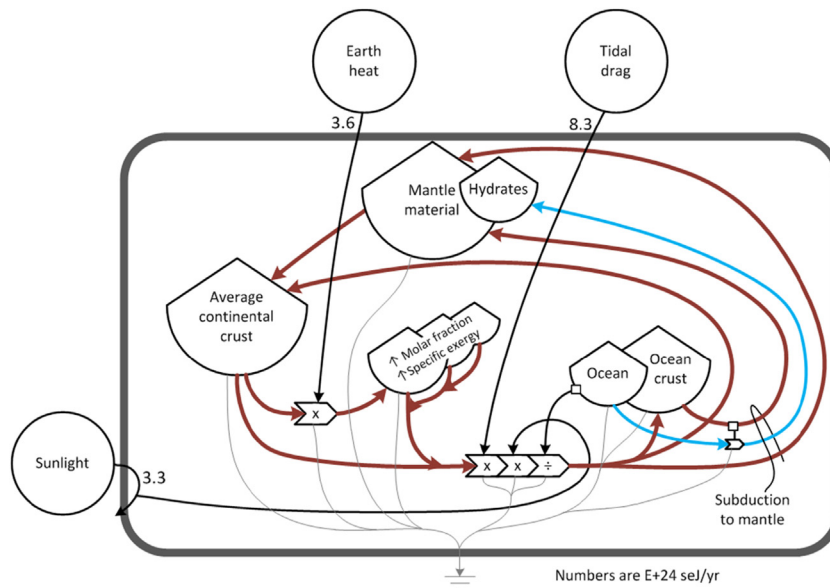 Earth
heat
Tidal
drag
3.6
8.3
Mantle
material
Hydrates
Average
continental
crust
↑ Molar fraction
↑Specific exergy
Ocean
Ocean
crust
x
Sunlight
3.3
x
x
÷
Subduction
to mantle
Numbers are E+24 seJ/yr